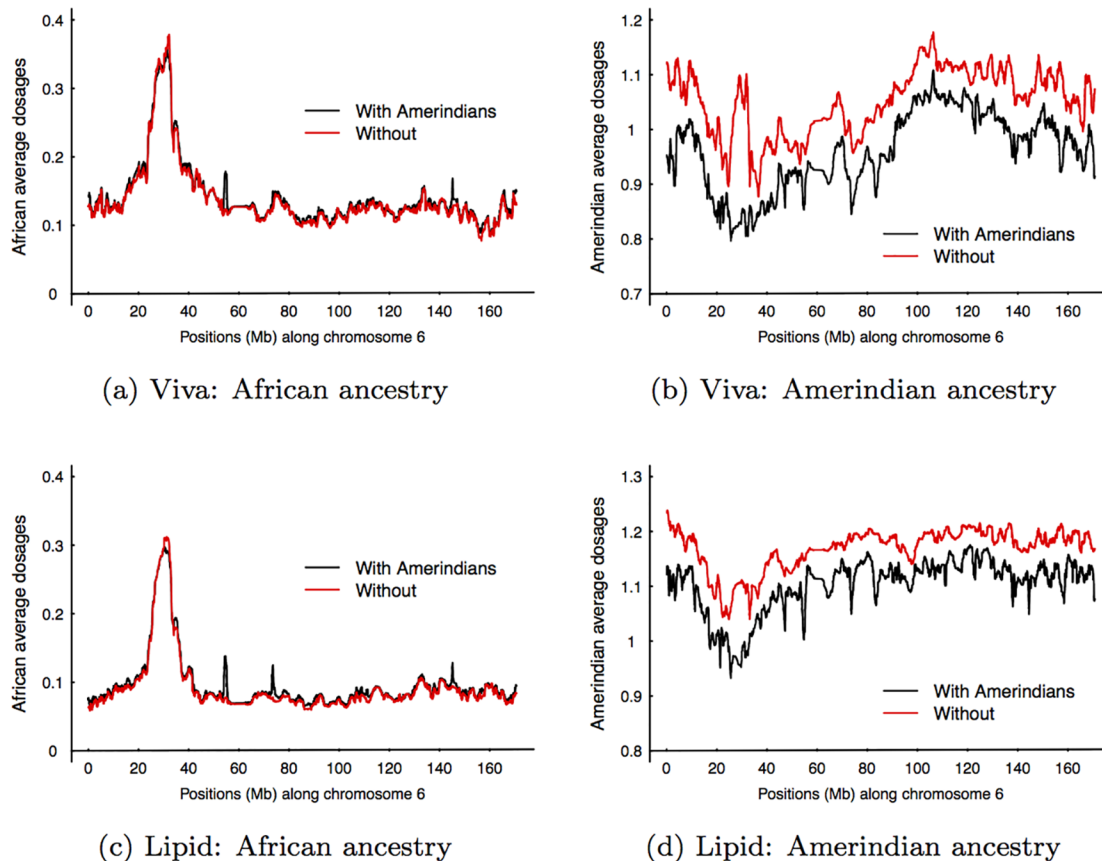 African average dosages
0.4
0.3
0.2
0.1
0
With Amerindians
Without
0 20 40 60 80 100 120 140 160
Positions (Mb) along chromosome 6
(a) Viva: African ancestry
Amerindian average dosages
1.2
1.1
1
0.9
0.8
0.7
With Amerindians
Without
0 20 40 60 80 100 120 140 160
Positions (Mb) along chromosome 6
(b) Viva: Amerindian ancestry
African average dosages
0.4
0.3
0.2
0.1
0
With Amerindians
Without
0 20 40 60 80 100 120 140 160
Positions (Mb) along chromosome 6
(c) Lipid: African ancestry
Amerindian average dosages
1.3
1.2
1.1
1
0.9
0.8
With Amerindians
Without
0 20 40 60 80 100 120 140 160
Positions (Mb) along chromosome 6
(d) Lipid: Amerindian ancestry